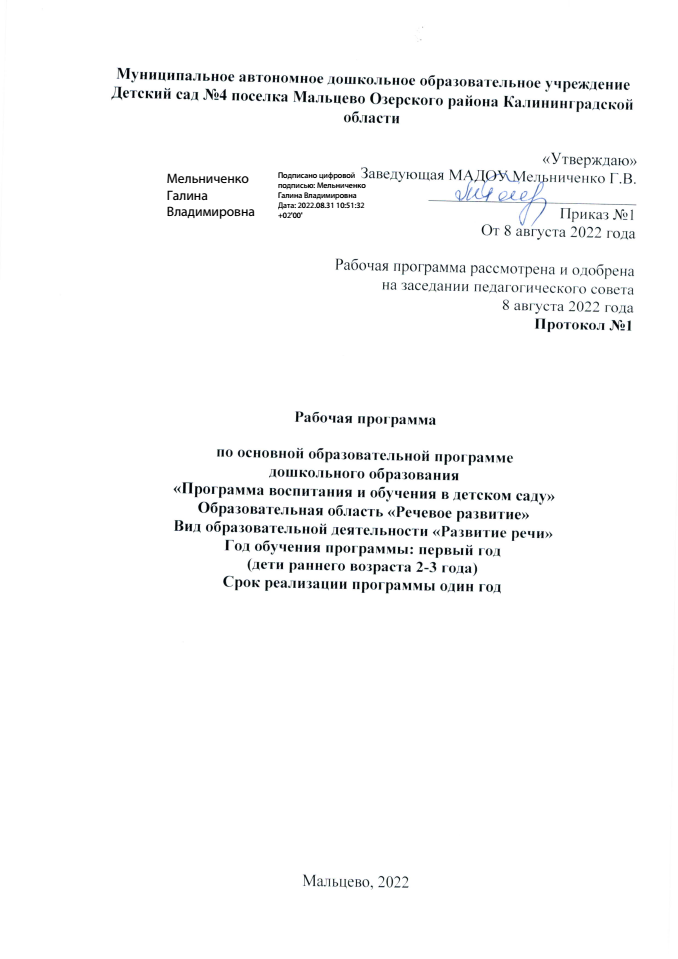 Муниципальное автономное дошкольное образовательное учреждение
Детский сад №4 поселка Мальцево Озерского района Калининградской
области
«Утверждаю»
Заведующая МАДОУ Мельниченко Г.В.
Мельниченко
Галина
Владимировна
Подписано цифровой
подписью: Мельниченко
Галина Владимировна
Дата: 2022.08.31 10:51:32
+02'00'
Приказ №1
От 8 августа 2022 года
Рабочая программа рассмотрена и одобрена
на заседании педагогического совета
8 августа 2022 года
Протокол №1
Рабочая программа
по основной образовательной программе
дошкольного образования
«Программа воспитания и обучения в детском саду»
Образовательная область «Речевое развитие»
Вид образовательной деятельности «Развитие речи»
Год обучения программы: первый год
(дети раннего возраста 2-3 года)
Срок реализации программы один год
Мальцево, 2022